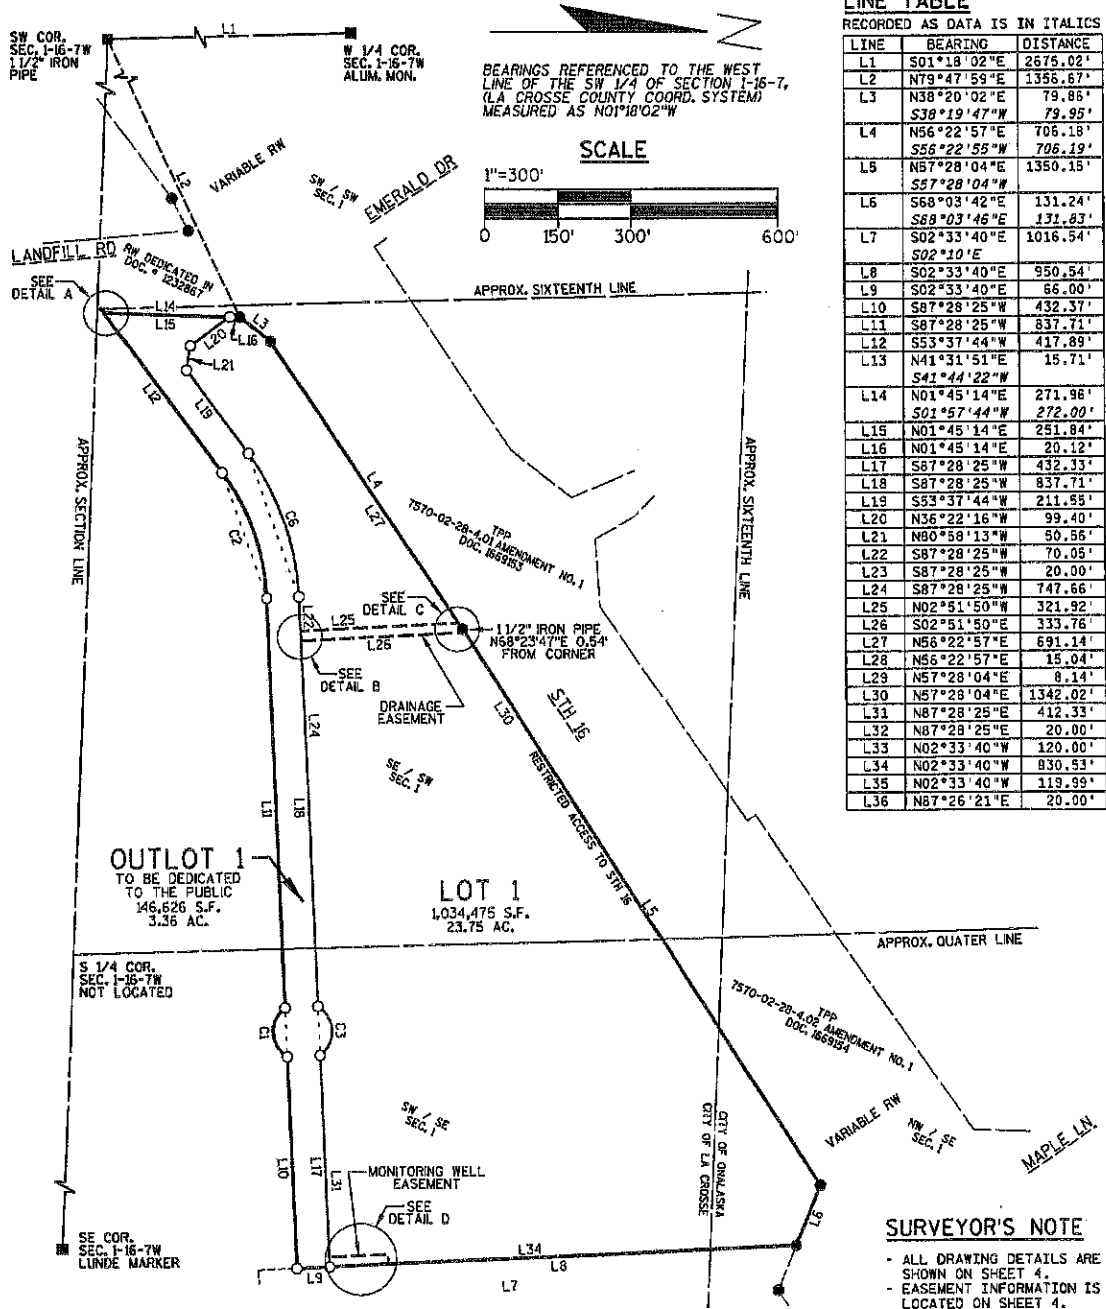 SW COR.
SEC. 1-16-7W
1 1/2" IRON
PIPE
L1
W 1/4 COR.
SEC. 1-16-7W
ALUM. MON.
BEARINGS REFERENCED TO THE WEST
LINE OF THE SW 1/4 OF SECTION 1-16-7,
(LA CROSSE COUNTY COORD. SYSTEM)
MEASURED AS N01°18'02"W
SCALE
1"=300'
0 150' 300' 600'
LINE TABLE
RECORDED AS DATA IS IN ITALICS
LINE BEARING DISTANCE
L1 S01°18'02"E 2675.02'
L2 N79°47'59"E 1356.67'
L3 N38°20'02"E 79.86'
S38°19'47"W 79.95'
L4 N56°22'57"E 706.18'
S56°22'55"W 706.19'
L5 N57°28'04"E 1350.15'
S57°28'04"W
L6 S68°03'42"E 131.24'
S68°03'46"E 131.83'
L7 S02°33'40"E 1016.54'
S02°10'E
L8 S02°33'40"E 950.54'
L9 S02°33'40"E 66.00'
L10 S87°28'25"W 432.37'
L11 S87°28'25"W 837.71'
L12 S53°37'44"W 417.89'
L13 N41°31'51"E 15.71'
S41°44'22"W
L14 N01°45'14"E 271.96'
S01°57'44"W 272.00'
L15 N01°45'14"E 251.84'
L16 N01°45'14"E 20.12'
L17 S87°28'25"W 432.33'
L18 S87°28'25"W 837.71'
L19 S53°37'44"W 211.55'
L20 N36°22'16"W 99.40'
L21 N80°58'13"W 50.56'
L22 S87°28'25"W 70.05'
L23 S87°28'25"W 20.00'
L24 S87°28'25"W 747.66'
L25 N02°51'50"W 321.92'
L26 S02°51'50"E 333.76'
L27 N56°22'57"E 691.14'
L28 N56°22'57"E 15.04'
L29 N57°28'04"E 8.14'
L30 N57°28'04"E 1342.02'
L31 N87°28'25"E 412.33'
L32 N87°28'25"E 20.00'
L33 N02°33'40"W 120.00'
L34 N02°33'40"W 830.53'
L35 N02°33'40"W 119.99'
L36 N87°26'21"E 20.00'
L2
VARIABLE RW
SW / SW
SEC. 1
EMERALD DR
LANDFILL RD
RW DEDICATED IN
DOC. # 1232867
SEE
DETAIL A
L14
L15
L20
L16
L3
L21
APPROX. SIXTEENTH LINE
L12
L19
APPROX. SECTION LINE
C2
C6
L4
L27
TPP
7570-02-28-4.01 AMENDMENT NO. 1
DOC. 1669153
APPROX. SIXTEENTH LINE
SEE
DETAIL C
L22
L25
L26
1 1/2" IRON PIPE
N68°23'47"E 0.54'
FROM CORNER
SEE
DETAIL B
DRAINAGE
EASEMENT
L30
STH 16
L24
SE / SW
SEC. 1
RESTRICTED ACCESS TO STH 16
L11
L18
OUTLOT 1
TO BE DEDICATED
TO THE PUBLIC
146,626 S.F.
3.36 AC.
LOT 1
1,034,475 S.F.
23.75 AC.
L5
APPROX. QUATER LINE
S 1/4 COR.
SEC. 1-16-7W
NOT LOCATED
C1
C3
TPP
7570-02-28-4.02 AMENDMENT NO. 1
DOC. 1669154
SW / SE
SEC. 1
CITY OF ONALASKA
CITY OF LA CROSSE
VARIABLE RW
NW / SE
SEC. 1
MAPLE LN
L10
L17
L31
MONITORING WELL
EASEMENT
SEE
DETAIL D
L6
SE COR.
SEC. 1-16-7W
LUNDE MARKER
L9
L34
L8
L7
SURVEYOR'S NOTE
- ALL DRAWING DETAILS ARE
SHOWN ON SHEET 4.
- EASEMENT INFORMATION IS
LOCATED ON SHEET 4.